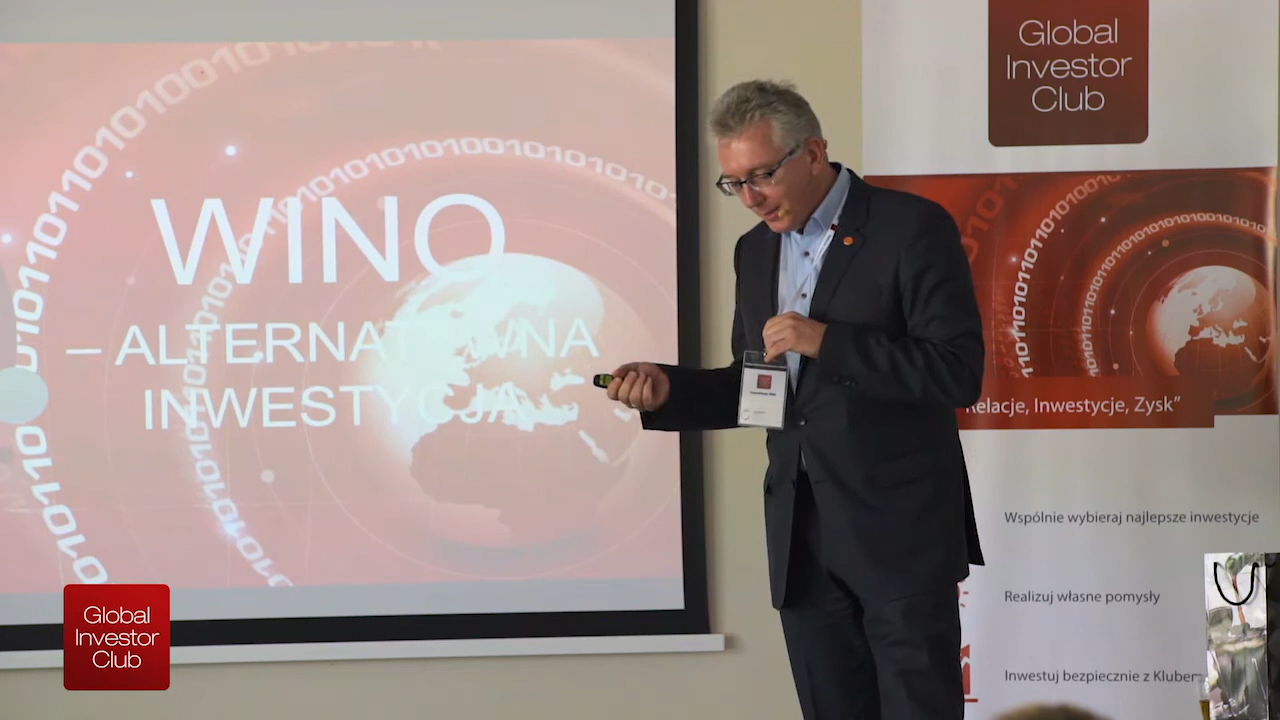 WINO
– ALTERNATYWNA
INWESTYCJA
Global
Investor
Club
Relacje, Inwestycje, Zysk”
Wspólnie wybieraj najlepsze inwestycje
Realizuj własne pomysły
Inwestuj bezpiecznie z Klubem
Global
Investor
Club